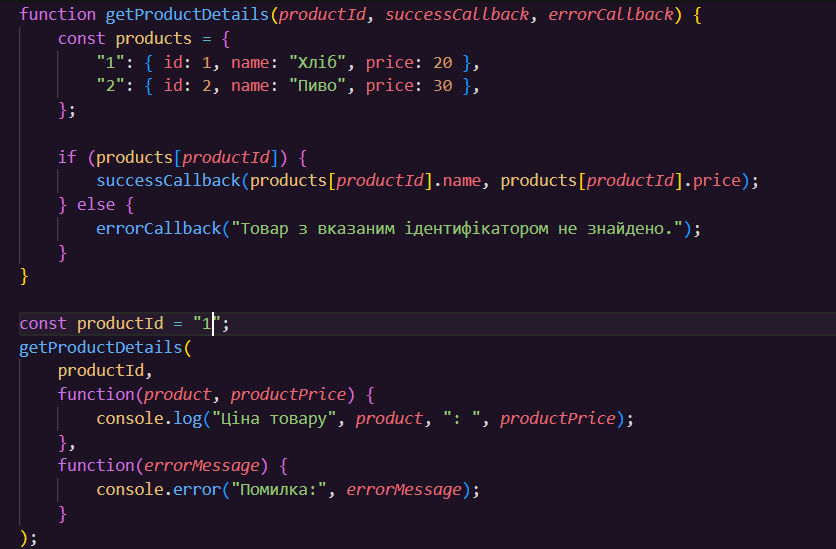 function getProductDetails(productId, successCallback, errorCallback) {
    const products = {
        "1": { id: 1, name: "Хліб", price: 20 },
        "2": { id: 2, name: "Пиво", price: 30 },
    };

    if (products[productId]) {
        successCallback(products[productId].name, products[productId].price);
    } else {
        errorCallback("Товар з вказаним ідентифікатором не знайдено.");
    }
}

const productId = "1";
getProductDetails(
    productId,
    function(product, productPrice) {
        console.log("Ціна товару", product, ": ", productPrice);
    },
    function(errorMessage) {
        console.error("Помилка:", errorMessage);
    }
);